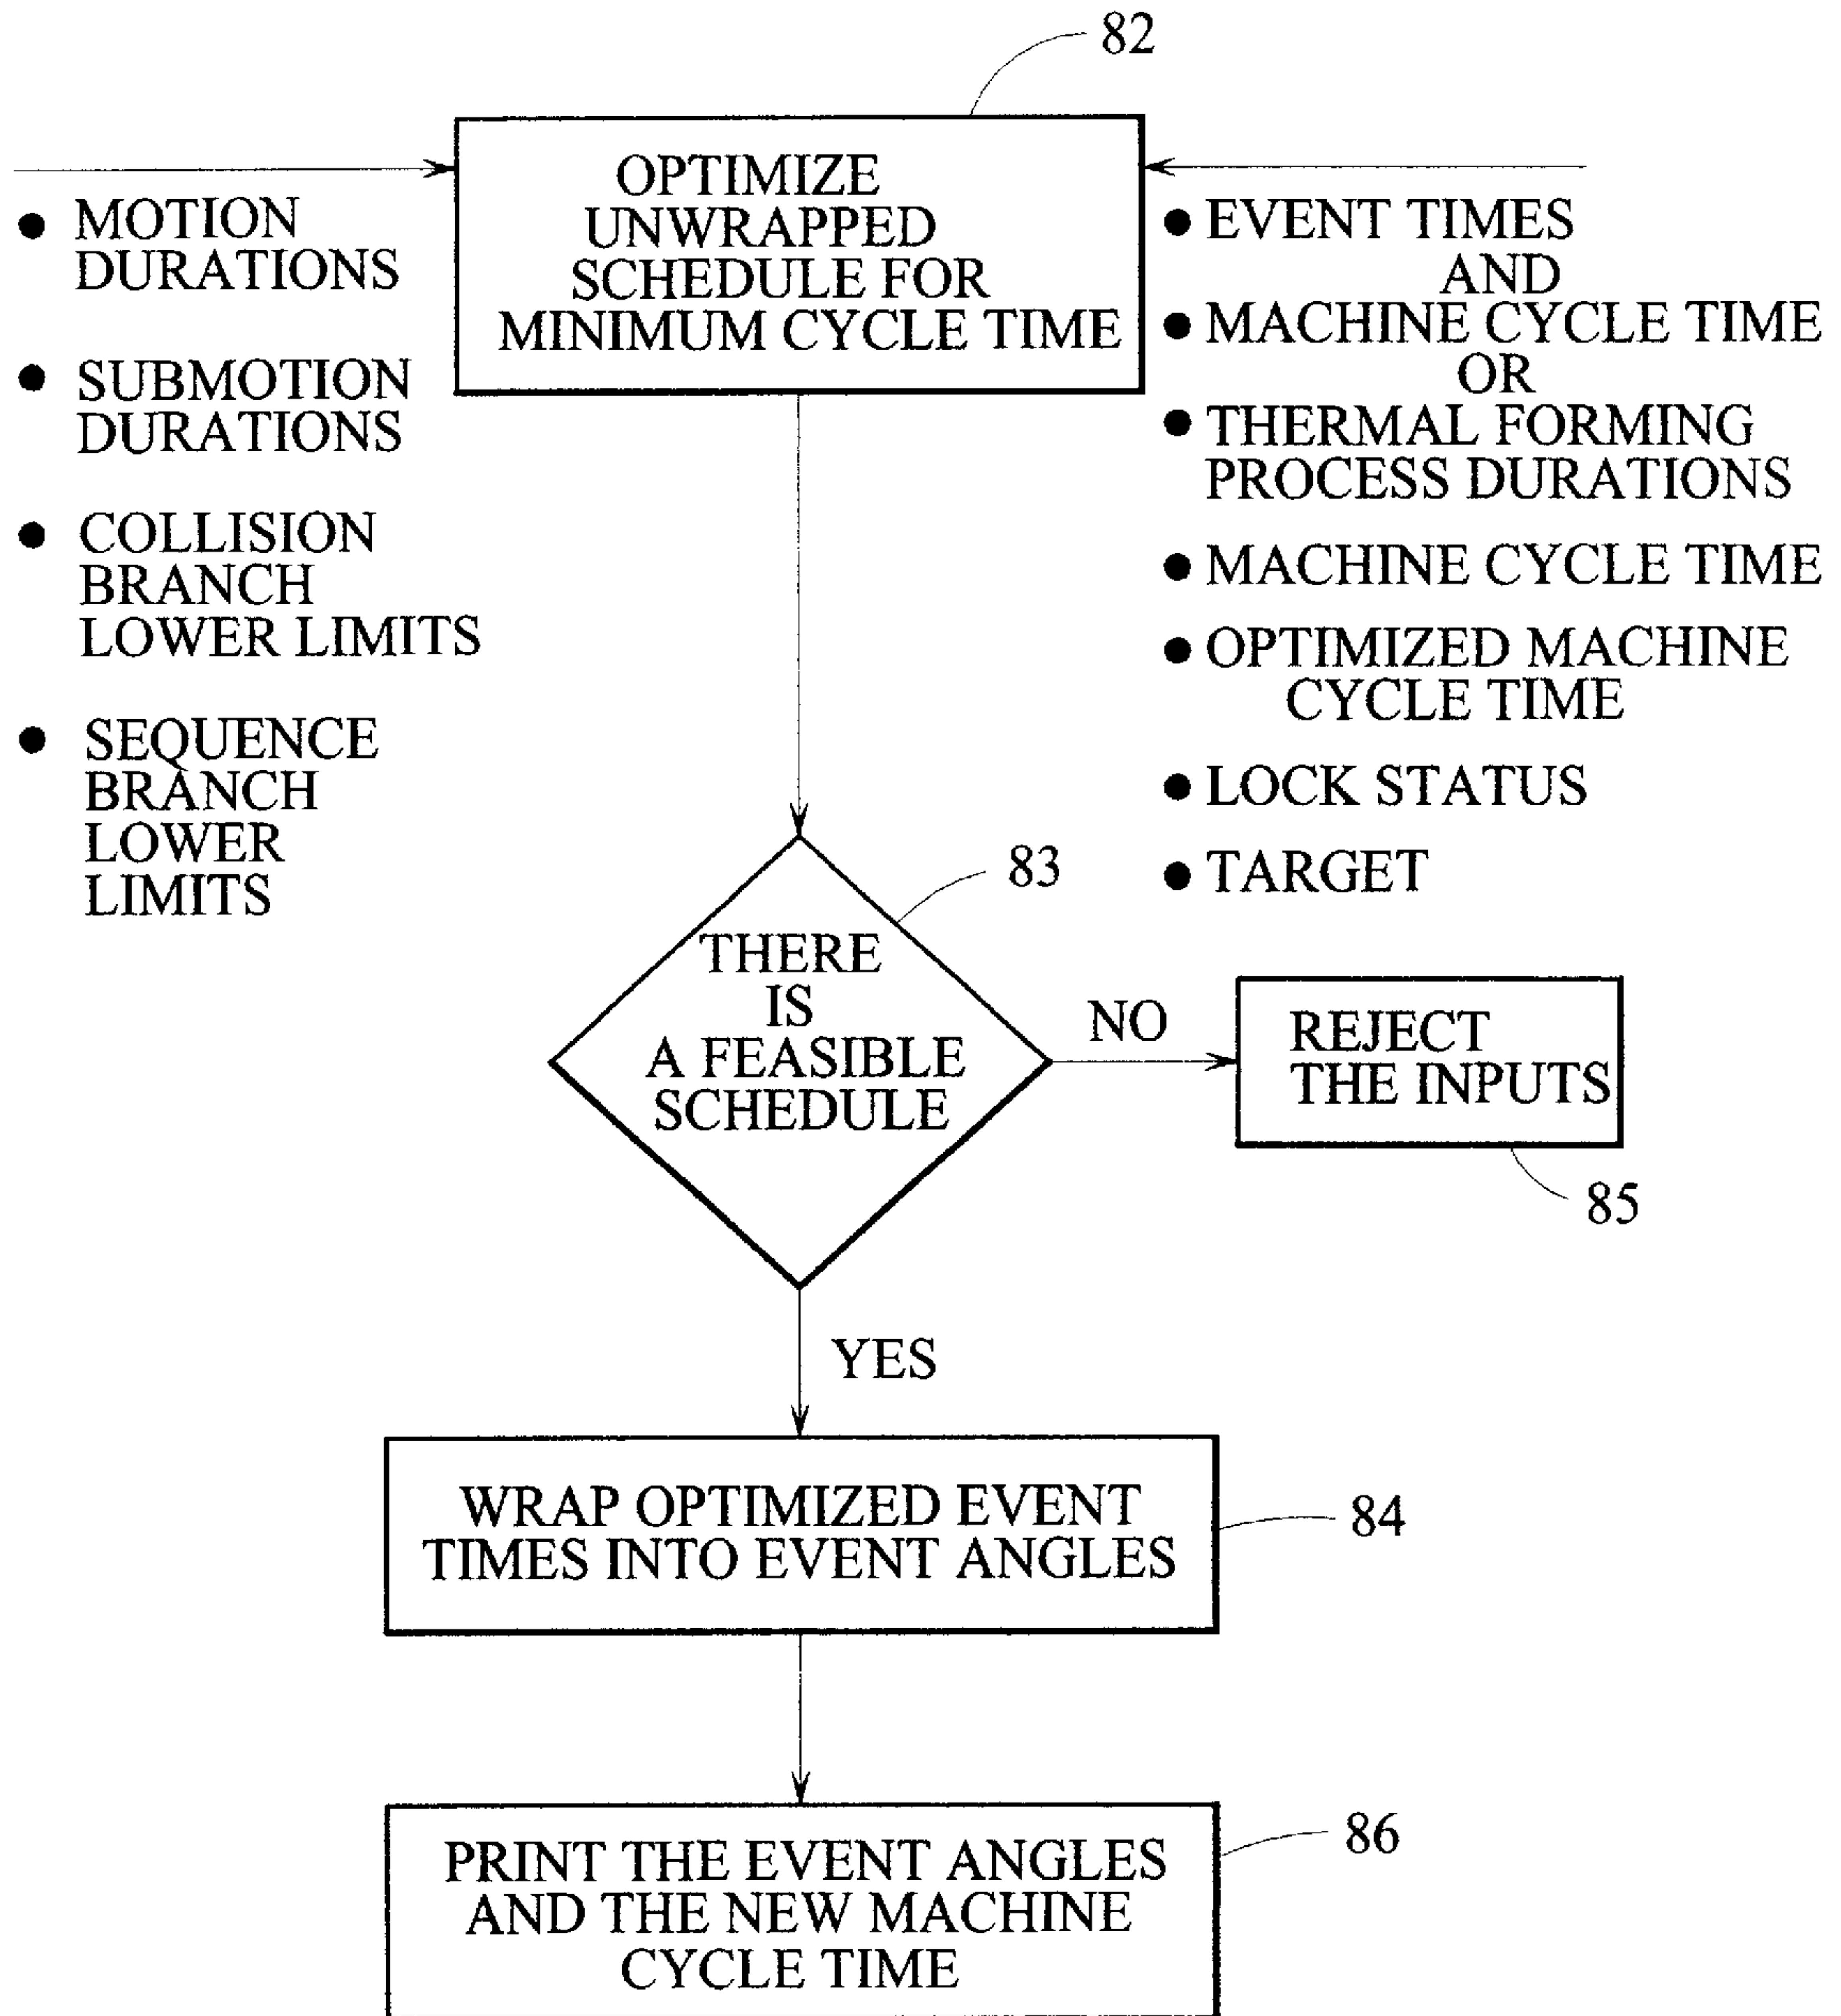 82
OPTIMIZE
UNWRAPPED
SCHEDULE FOR
MINIMUM CYCLE TIME
● MOTION
DURATIONS
● SUBMOTION
DURATIONS
● COLLISION
BRANCH
LOWER LIMITS
● SEQUENCE
BRANCH
LOWER
LIMITS
● EVENT TIMES
AND
● MACHINE CYCLE TIME
OR
● THERMAL FORMING
PROCESS DURATIONS
● MACHINE CYCLE TIME
● OPTIMIZED MACHINE
CYCLE TIME
● LOCK STATUS
● TARGET
83
THERE
IS
A FEASIBLE
SCHEDULE
NO
REJECT
THE INPUTS
85
YES
WRAP OPTIMIZED EVENT
TIMES INTO EVENT ANGLES
84
PRINT THE EVENT ANGLES
AND THE NEW MACHINE
CYCLE TIME
86